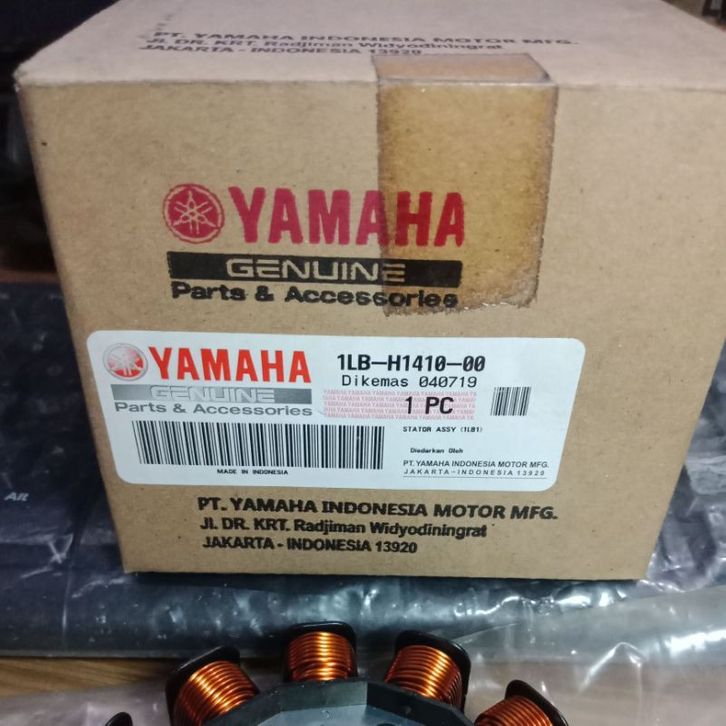 PT. YAMAHA INDONESIA MOTOR MFG.
Jl. DR. KRT. Radjiman Widyodiningrat
JAKARTA - INDONESIA 13920
YAMAHA
GENUINE
Parts & Accessories
YAMAHA
GENUINE
Parts & Accessories
MADE IN INDONESIA
1LB-H1410-00
Dikemas 040719
1 PC
STATOR ASSY (1LB1)
Diedarkan Oleh
PT. YAMAHA INDONESIA MOTOR MFG.
JAKARTA-INDONESIA 13920
PT. YAMAHA INDONESIA MOTOR MFG.
Jl. DR. KRT. Radjiman Widyodiningrat
JAKARTA - INDONESIA 13920
Alt